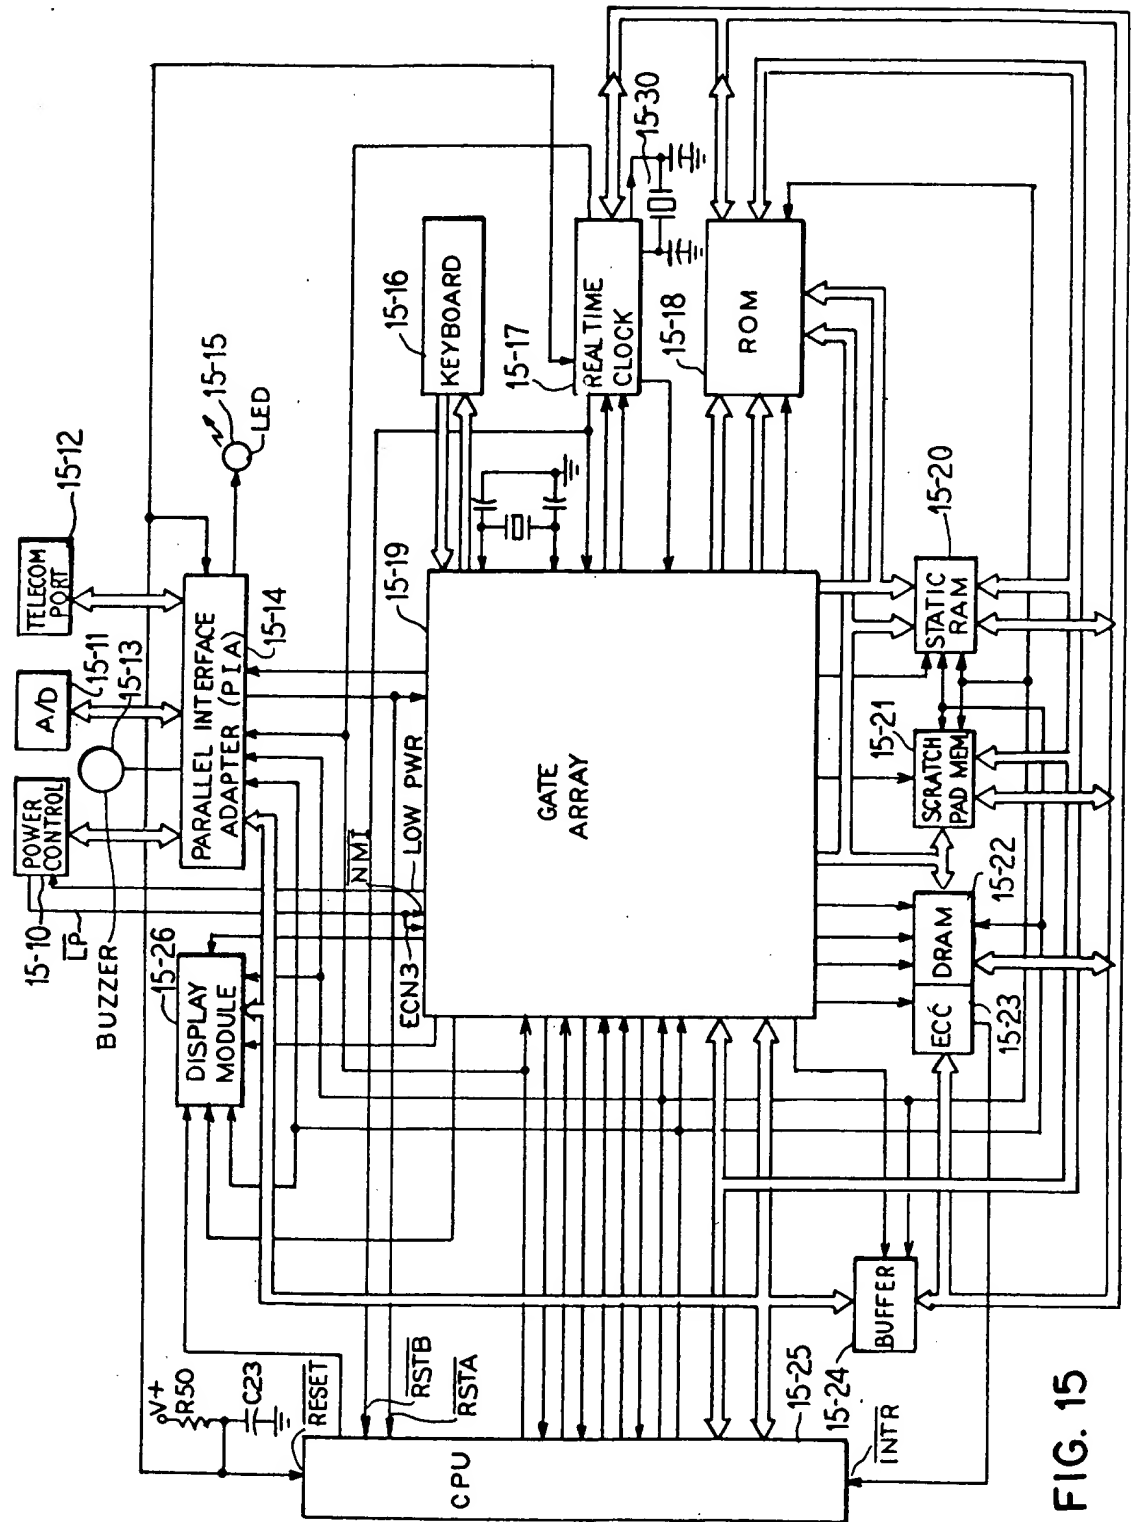 15-12
TELECOM
PORT
A/D
15-11
15-13
POWER
CONTROL
15-10
LP
BUZZER
15-15
LED
PARALLEL INTERFACE
ADAPTER (PIA)
15-14
15-26
DISPLAY
MODULE
V+
R50
C23
RESET
RSTB
RSTA
CPU
15-25
INTR
NMI
LOW PWR
ECN3
15-19
GATE
ARRAY
15-16
KEYBOARD
15-17
REALTIME
CLOCK
15-30
15-18
ROM
15-20
STATIC
RAM
15-21
SCRATCH
PAD MEM
15-22
DRAM
ECC
15-23
15-24
BUFFER
FIG. 15